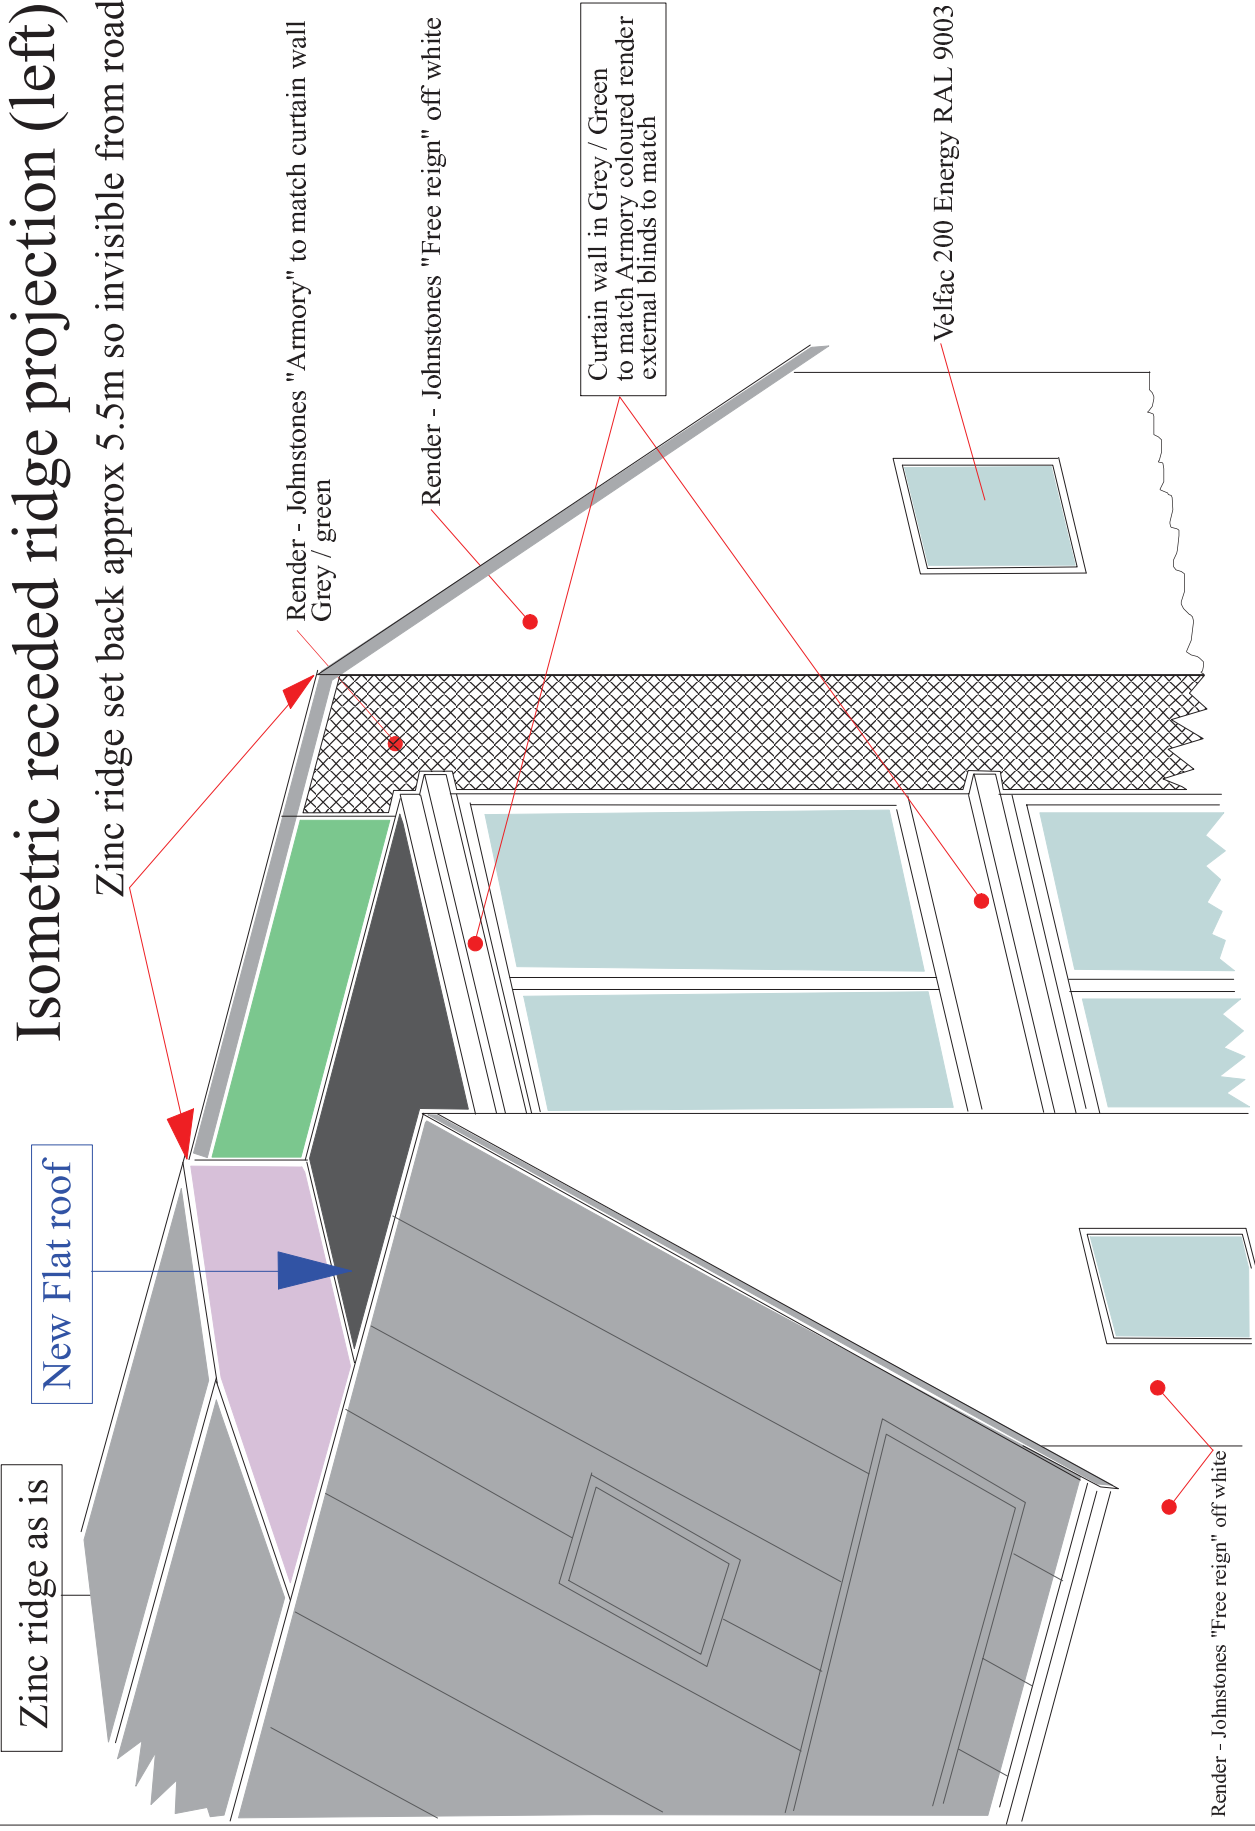 Isometric receded ridge projection (left)
Zinc ridge set back approx 5.5m so invisible from road
Zinc ridge as is
New Flat roof
Render - Johnstones "Armory" to match curtain wall
Grey / green
Render - Johnstones "Free reign" off white
Curtain wall in Grey / Green
to match Armory coloured render
external blinds to match
Velfac 200 Energy RAL 9003
Render - Johnstones "Free reign" off white